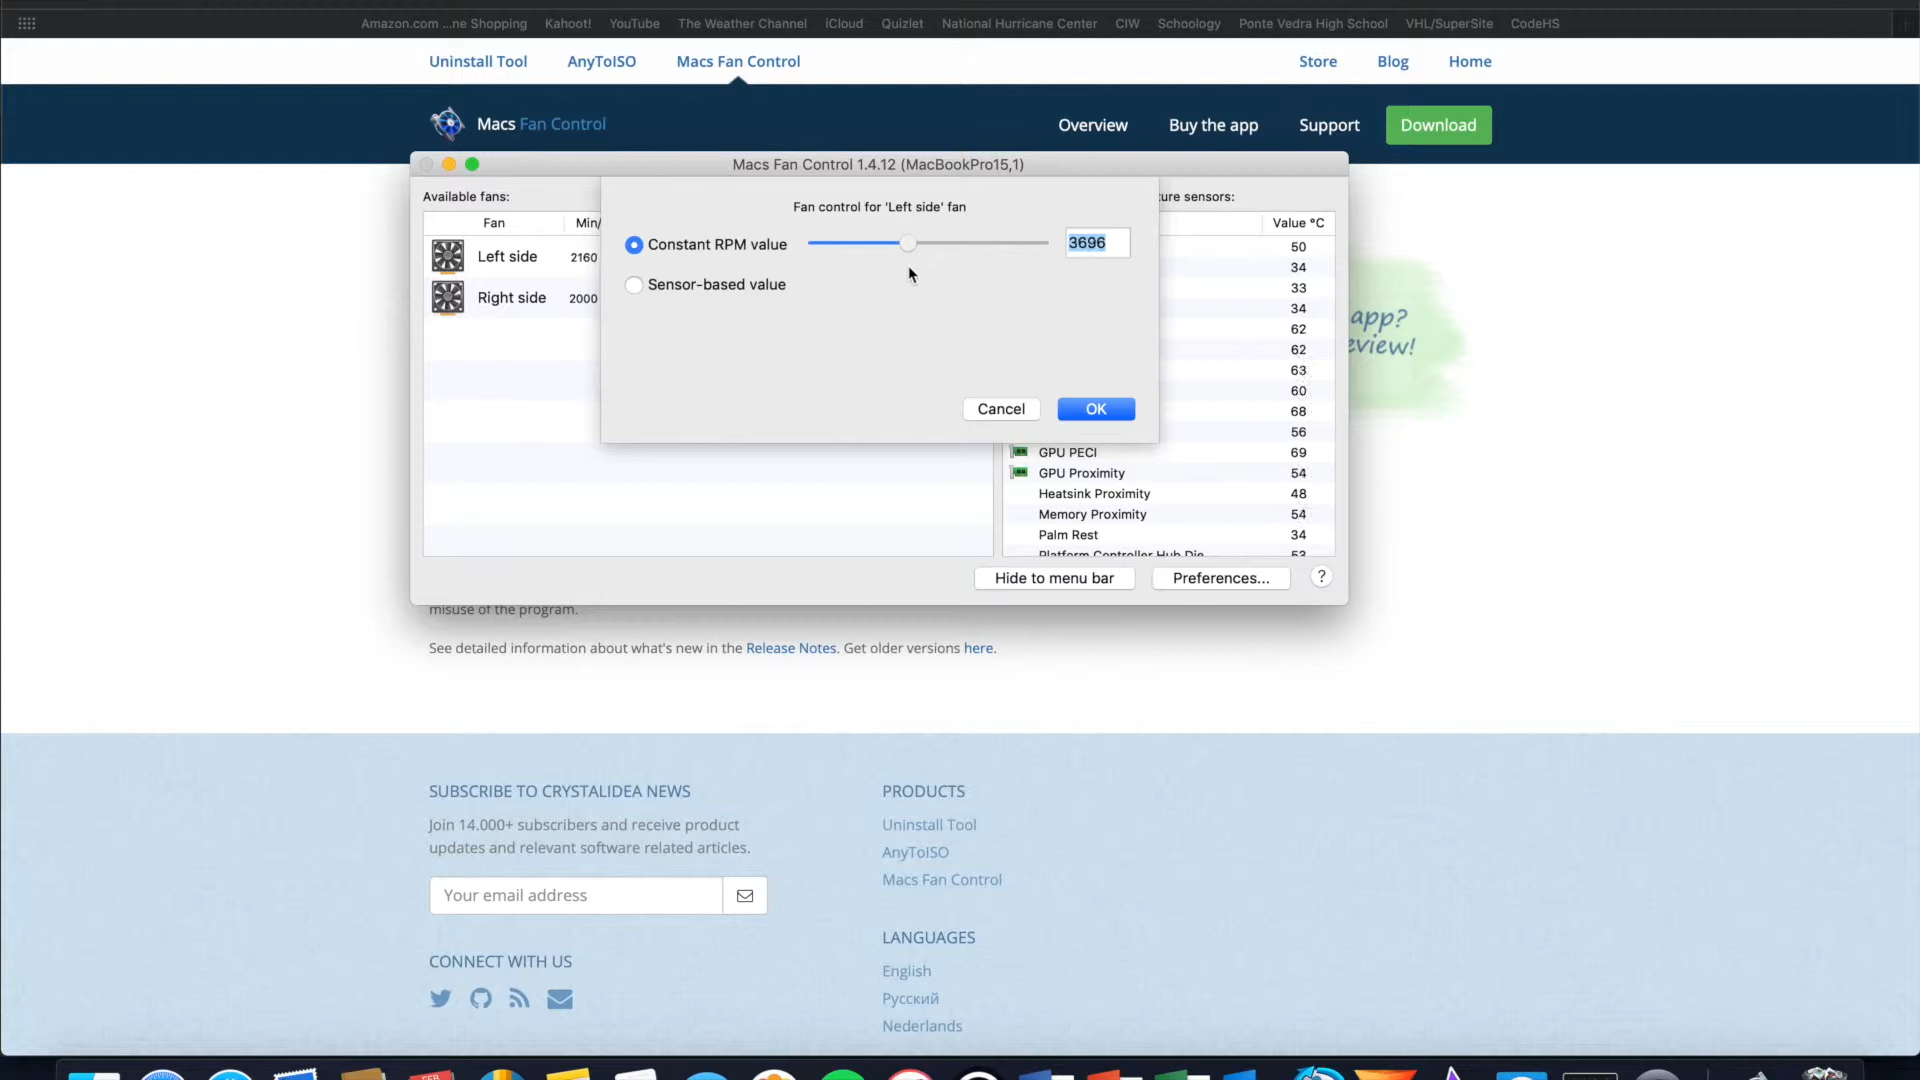 Amazon.com ...ne Shopping Kahoot! YouTube The Weather Channel iCloud Quizlet National Hurricane Center CIW Schoology Ponte Vedra High School VHL/SuperSite CodeHS
Uninstall Tool AnyToISO Macs Fan Control Store Blog Home
Macs Fan Control Overview Buy the app Support Download
Macs Fan Control 1.4.12 (MacBookPro15,1)
Available fans: ure sensors:
Fan control for 'Left side' fan
Fan Min/ Value °C
Constant RPM value 3696
50
Left side 2160
34
Sensor-based value
33
Right side 2000
34
app?
62
eview!
62
63
60
68
Cancel OK
56
GPU PECI 69
GPU Proximity 54
Heatsink Proximity 48
Memory Proximity 54
Palm Rest 34
Platform Controller Hub Die 53
Hide to menu bar Preferences... ?
misuse of the program.
See detailed information about what's new in the Release Notes. Get older versions here.
SUBSCRIBE TO CRYSTALIDEA NEWS
Join 14.000+ subscribers and receive product
updates and relevant software related articles.
Your email address
CONNECT WITH US
PRODUCTS
Uninstall Tool
AnyToISO
Macs Fan Control
LANGUAGES
English
Русский
Nederlands
FEB